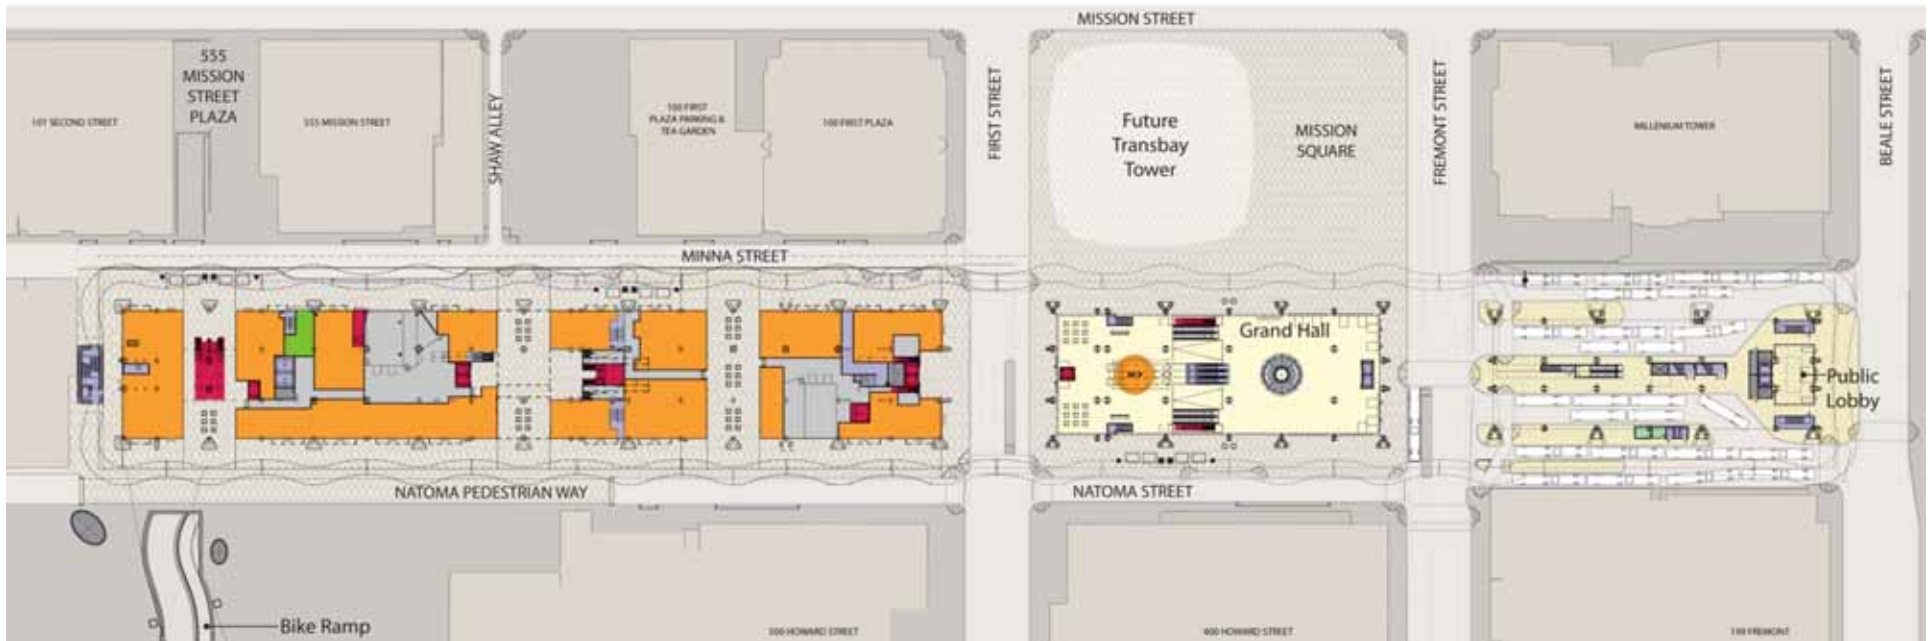 MISSION STREET
555
MISSION
STREET
PLAZA
101 SECOND STREET
555 MISSION STREET
SHAW ALLEY
100 FIRST
PLAZA PARKING &
TEA GARDEN
100 FIRST PLAZA
FIRST STREET
Future
Transbay
Tower
MISSION
SQUARE
FREMONT STREET
MILLENIUM TOWER
BEALE STREET
MINNA STREET
Grand Hall
Public
Lobby
NATOMA PEDESTRIAN WAY
NATOMA STREET
Bike Ramp
500 HOWARD STREET
400 HOWARD STREET
199 FREMONT